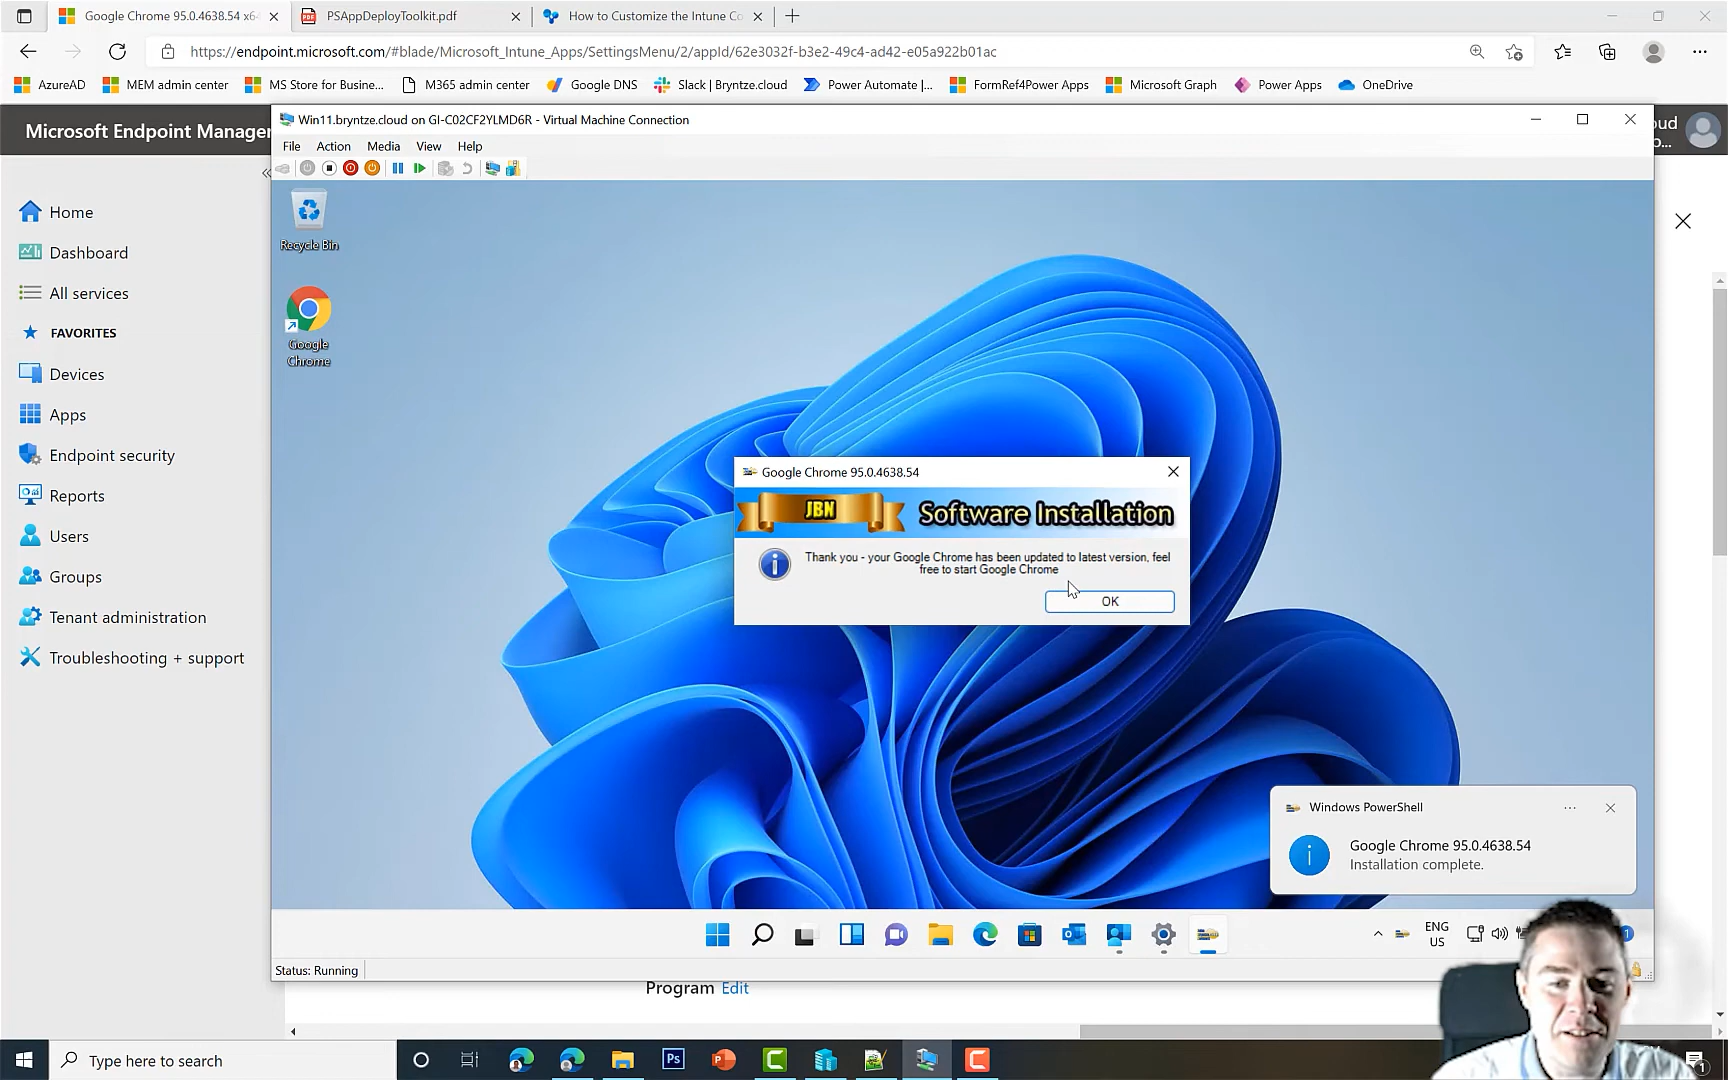 Google Chrome 95.0.4638.54 x64
PSAppDeployToolkit.pdf
How to Customize the Intune Co
https://endpoint.microsoft.com/#blade/Microsoft_Intune_Apps/SettingsMenu/2/appId/62e3032f-b3e2-49c4-ad42-e05a922b01ac
AzureAD
MEM admin center
MS Store for Busine...
M365 admin center
Google DNS
Slack | Bryntze.cloud
Power Automate |...
FormRef4Power Apps
Microsoft Graph
Power Apps
OneDrive
Microsoft Endpoint Manager
oud
p...
Win11.bryntze.cloud on GI-C02CF2YLMD6R - Virtual Machine Connection
File
Action
Media
View
Help
Home
Dashboard
All services
FAVORITES
Devices
Apps
Endpoint security
Reports
Users
Groups
Tenant administration
Troubleshooting + support
Recycle Bin
Google
Chrome
Google Chrome 95.0.4638.54
JBN
Software Installation
Thank you - your Google Chrome has been updated to latest version, feel
free to start Google Chrome
OK
Windows PowerShell
Google Chrome 95.0.4638.54
Installation complete.
ENG
US
1
Status: Running
Program Edit
Type here to search
Ps
1